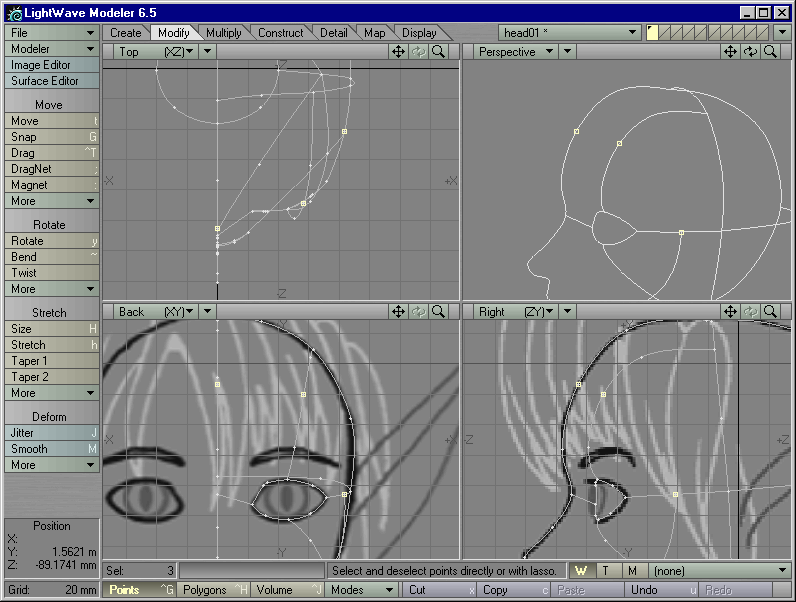 LightWave Modeler 6.5
File
Create Modify Multiply Construct Detail Map Display
head01 *
Modeler
Top (XZ)
Perspective
Image Editor
Surface Editor
Move
Move t
Snap G
Drag ^T
DragNet ;
Magnet :
More
Rotate
Rotate y
Bend ~
Twist
More
Stretch
Size H
Stretch h
Taper 1
Taper 2
More
Deform
Jitter J
Smooth M
More
-X +X Z -Z
Back (XY)
Right (ZY)
-X +X Y -Y
-Z +Z Y -Y
Position
X:
Y: 1.5621 m
Z: -89.1741 mm
Sel: 3
Select and deselect points directly or with lasso.
W T M (none)
Grid: 20 mm
Points ^G Polygons ^H Volume ^J Modes Cut x Copy c Paste v Undo u Redo